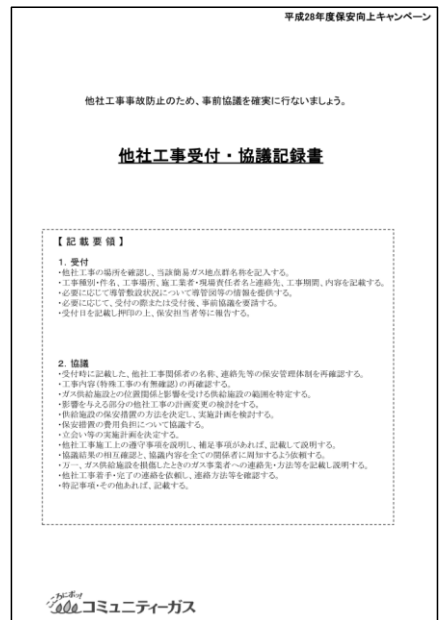 平成28年度保安向上キャンペーン
他社工事事故防止のため、事前協議を確実に行ないましょう。
他社工事受付・協議記録書
【記載要領】
1. 受付
・他社工事の場所を確認し、当該簡易ガス地点群名称を記入する。
・工事種別・件名、工事場所、施工業者・現場責任者名と連絡先、工事期間、内容を記載する。
・必要に応じて導管敷設状況について導管図等の情報を提供する。
・必要に応じて、受付の際または受付後、事前協議を要請する。
・受付日を記載し押印の上、保安担当者等に報告する。
2. 協議
・受付時に記載した、他社工事関係者の名称、連絡先等の保安管理体制を再確認する。
・工事内容(特殊工事の有無確認)の再確認する。
・ガス供給施設との位置関係と影響を受ける供給施設の範囲を特定する。
・影響を与える部分の他社工事の計画変更の検討をする。
・供給施設の保安措置の方法を決定し、実施計画を検討する。
・保安措置の費用負担について協議する。
・立会い等の実施計画を決定する。
・他社工事施工上の遵守事項を説明し、補足事項があれば、記載して説明する。
・協議結果の相互確認と、協議内容を全ての関係者に周知するよう依頼する。
・万一、ガス供給施設を損傷したときのガス事業者への連絡先・方法等を記載し説明する。
・他社工事着手・完了の連絡を依頼し、連絡方法等を確認する。
・特記事項・その他あれば、記載する。
コミュニティーガス